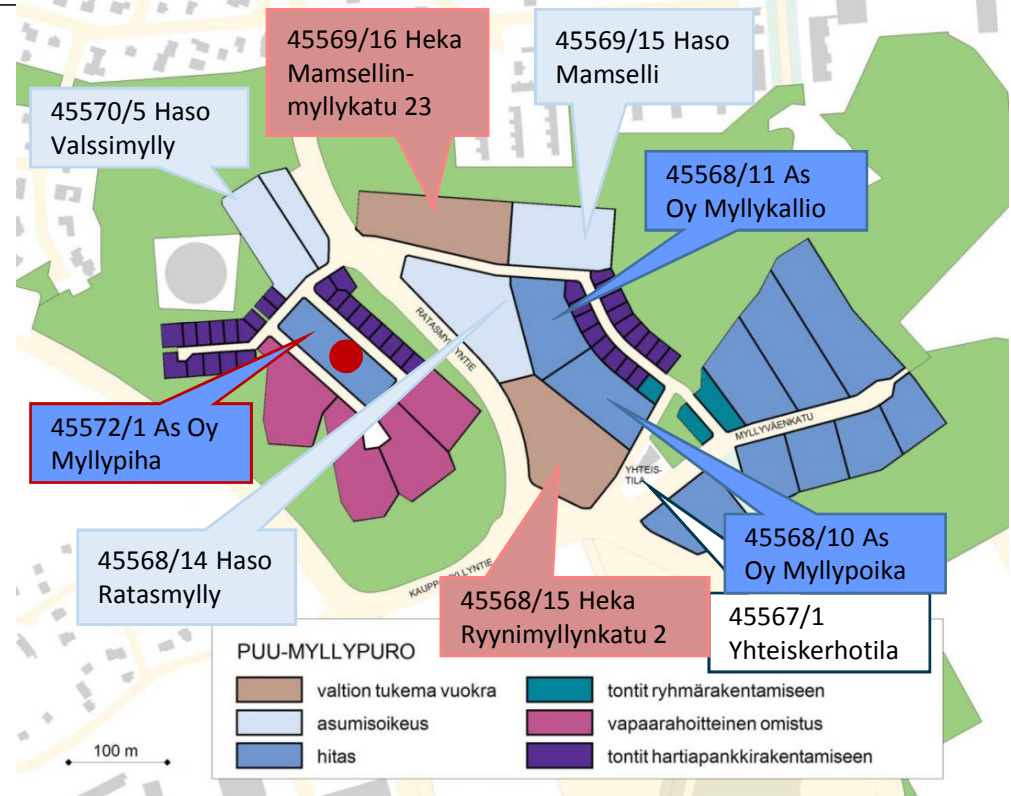 45569/16 Heka
Mamsellin-
myllykatu 23
45569/15 Haso
Mamselli
45570/5 Haso
Valssimylly
45568/11 As
Oy Myllykallio
RATASMYLLYNTIE
45572/1 As Oy
Myllypiha
MYLLYVÄENKATU
YHTEIS-
TILA
45568/14 Haso
Ratasmylly
45568/10 As
Oy Myllypoika
45568/15 Heka
Ryynimyllynkatu 2
45567/1
Yhteiskerhotila
PUU-MYLLYPURO
valtion tukema vuokra
asumisoikeus
hitas
tontit ryhmärakentamiseen
vapaarahoitteinen omistus
tontit hartiapankkirakentamiseen
100 m